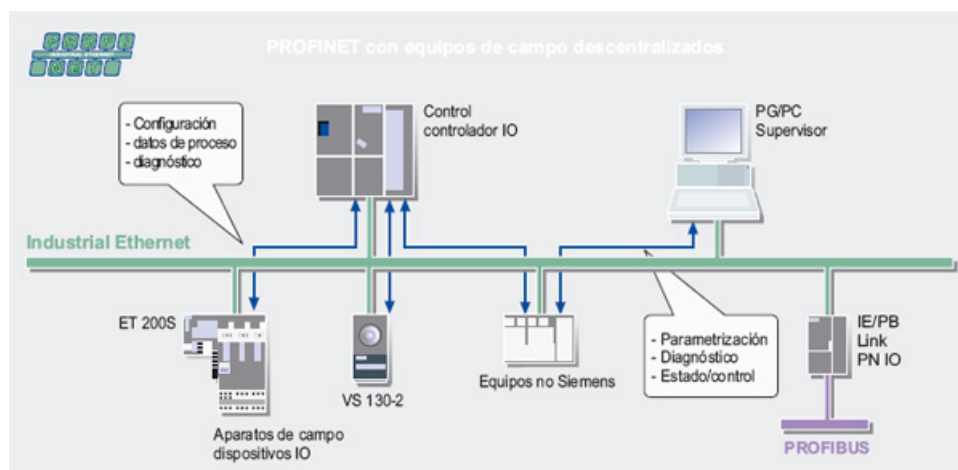 PROFINET con equipos de campo descentralizados
INDUSTRIAL ETHERNET
- Configuración
- datos de proceso
- diagnóstico
Control
controlador IO
PG/PC
Supervisor
Industrial Ethernet
ET 200S
Aparatos de campo
dispositivos IO
VS 130-2
Equipos no Siemens
- Parametrización
- Diagnóstico
- Estado/control
IE/PB
Link
PN IO
PROFIBUS